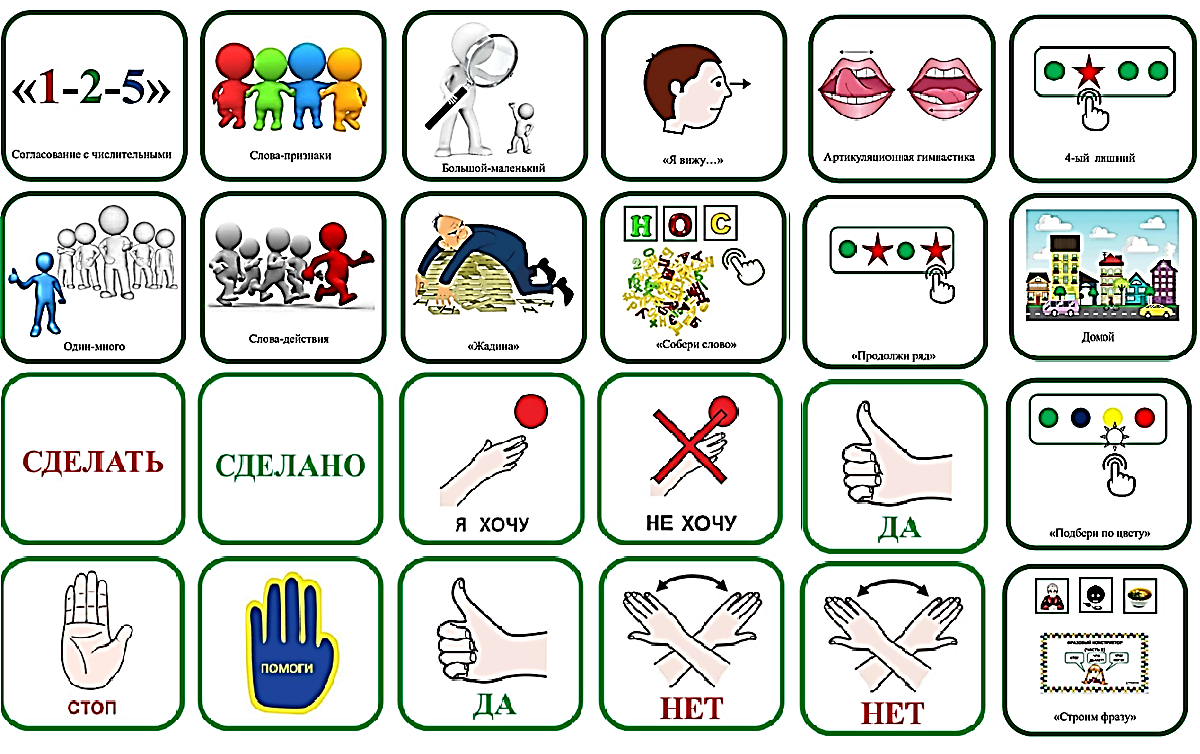 «1-2-5»
Согласование с числительными
Слова-признаки
Большой-маленький
«Я вижу...»
Артикуляционная гимнастика
4-ый лишний
Один-много
Слова-действия
«Жадина»
Н О С
«Собери слово»
«Продолжи ряд»
Домой
СДЕЛАТЬ
СДЕЛАНО
Я ХОЧУ
НЕ ХОЧУ
ДА
«Подбери по цвету»
СТОП
ПОМОГИ
ДА
НЕТ
НЕТ
ФРАЗОВЫЙ КОНСТРУКТОР
«Строим фразу»